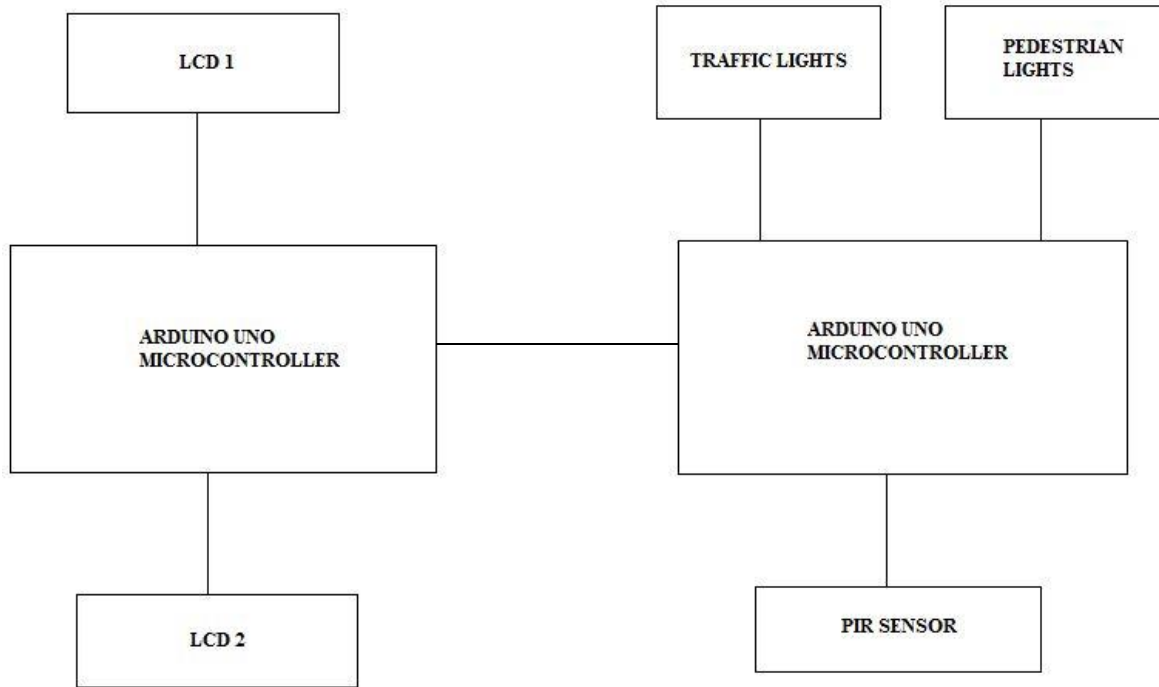 LCD 1
TRAFFIC LIGHTS
PEDESTRIAN
LIGHTS
ARDUINO UNO
MICROCONTROLLER
ARDUINO UNO
MICROCONTROLLER
LCD 2
PIR SENSOR